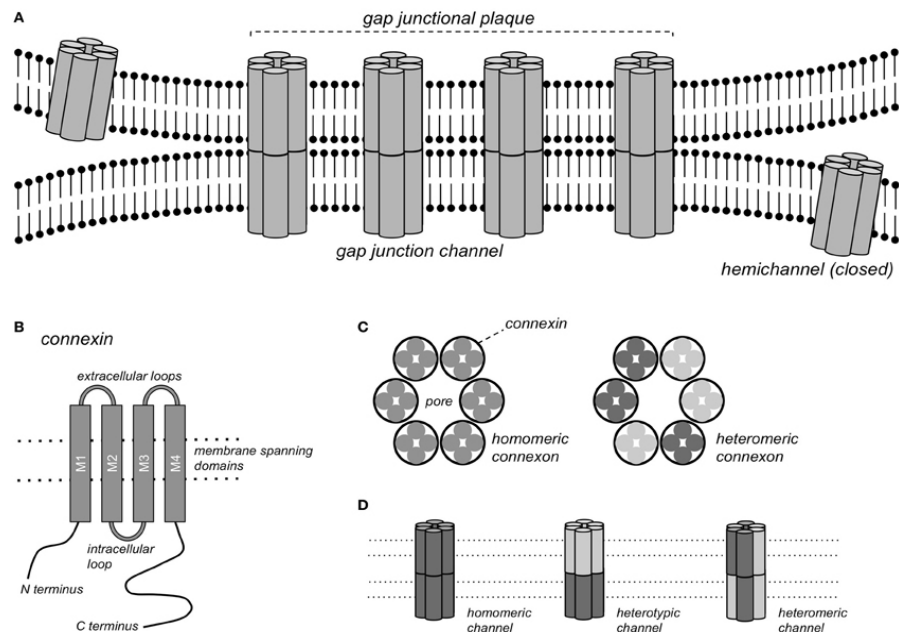 A
gap junctional plaque
gap junction channel
hemichannel (closed)
B
connexin
extracellular loops
M1
M2
M3
M4
membrane spanning
domains
intracellular
loop
N terminus
C terminus
C
connexin
pore
homomeric
connexon
heteromeric
connexon
D
homomeric
channel
heterotypic
channel
heteromeric
channel